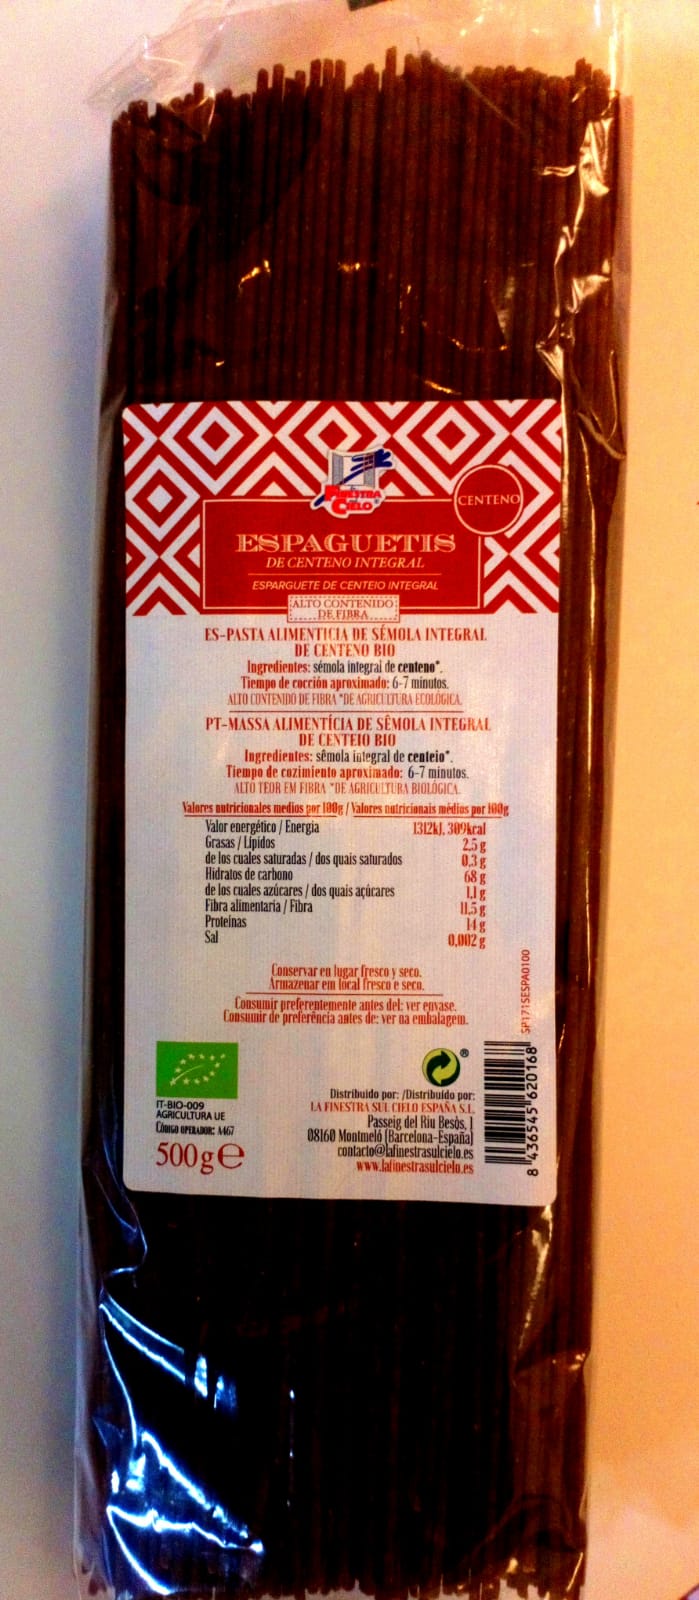 FINESTRA
CIELO®
CENTENO
ESPAGUETIS
DE CENTENO INTEGRAL
ESPARGUETE DE CENTEIO INTEGRAL
ALTO CONTENIDO
DE FIBRA
ES-PASTA ALIMENTICIA DE SÉMOLA INTEGRAL
DE CENTENO BIO
Ingredientes: sémola integral de centeno*.
Tiempo de cocción aproximado: 6-7 minutos.
ALTO CONTENIDO DE FIBRA *DE AGRICULTURA ECOLÓGICA.
PT-MASSA ALIMENTÍCIA DE SÊMOLA INTEGRAL
DE CENTEIO BIO
Ingredientes: sêmola integral de centeio*.
Tiempo de cozimiento aproximado: 6-7 minutos.
ALTO TEOR EM FIBRA *DE AGRICULTURA BIOLÓGICA.
Valores nutricionales medios por 100g / Valores nutricionais médios por 100g
Valor energético / Energia 1312kJ, 309kcal
Grasas / Lípidos 2,5 g
de los cuales saturadas / dos quais saturados 0,3 g
Hidratos de carbono 68 g
de los cuales azúcares / dos quais açúcares 1,1 g
Fibra alimentaria / Fibra 11,5 g
Proteínas 14 g
Sal 0,002 g
Conservar en lugar fresco y seco.
Armazenar em local fresco e seco.
Consumir preferentemente antes del: ver envase.
Consumir de preferência antes de: ver na embalagem.
SP171SESPA0100
IT-BIO-009
AGRICULTURA UE
CÓDIGO OPERADOR: A467
500g e
®
Distribuido por: /Distribuído por:
LA FINESTRA SUL CIELO ESPAÑA S.L.
Passeig del Riu Besòs, 1
08160 Montmeló (Barcelona-España)
contacto@lafinestrasulcielo.es
www.lafinestrasulcielo.es
8 436545 620168